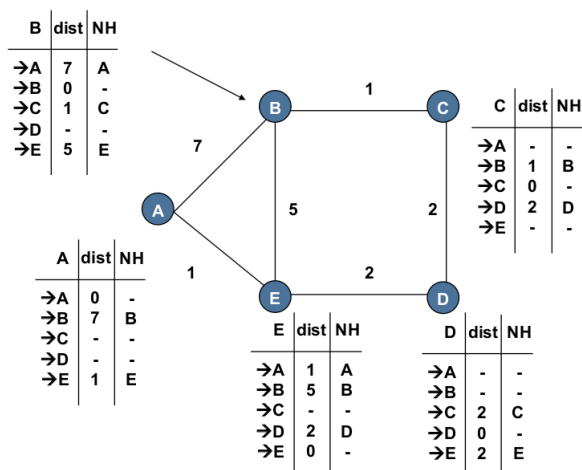 B dist NH
→A 7 A
→B 0 -
→C 1 C
→D - -
→E 5 E
1
B
C
C dist NH
→A - -
→B 1 B
→C 0 -
→D 2 D
→E - -
7
5
2
A
A dist NH
→A 0 -
→B 7 B
→C - -
→D - -
→E 1 E
1
2
E
D
E dist NH
→A 1 A
→B 5 B
→C - -
→D 2 D
→E 0 -
D dist NH
→A - -
→B - -
→C 2 C
→D 0 -
→E 2 E